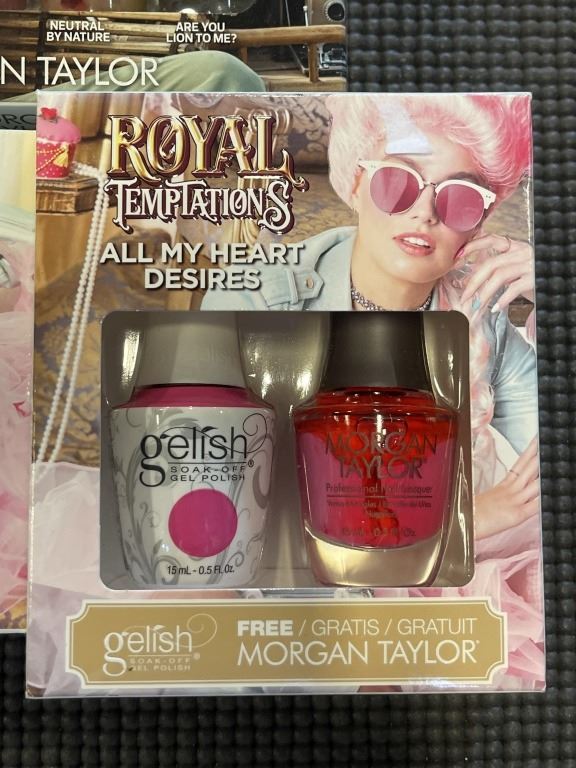 NEUTRAL
BY NATURE
ARE YOU
LION TO ME?
N TAYLOR
ROYAL
TEMPTATIONS
ALL MY HEART
DESIRES
gelish
SOAK-OFF
GEL POLISH
15 mL - 0.5 Fl. Oz.
MORGAN
TAYLOR
Professional Nail Lacquer
gelish
SOAK-OFF
GEL POLISH
FREE / GRATIS / GRATUIT
MORGAN TAYLOR